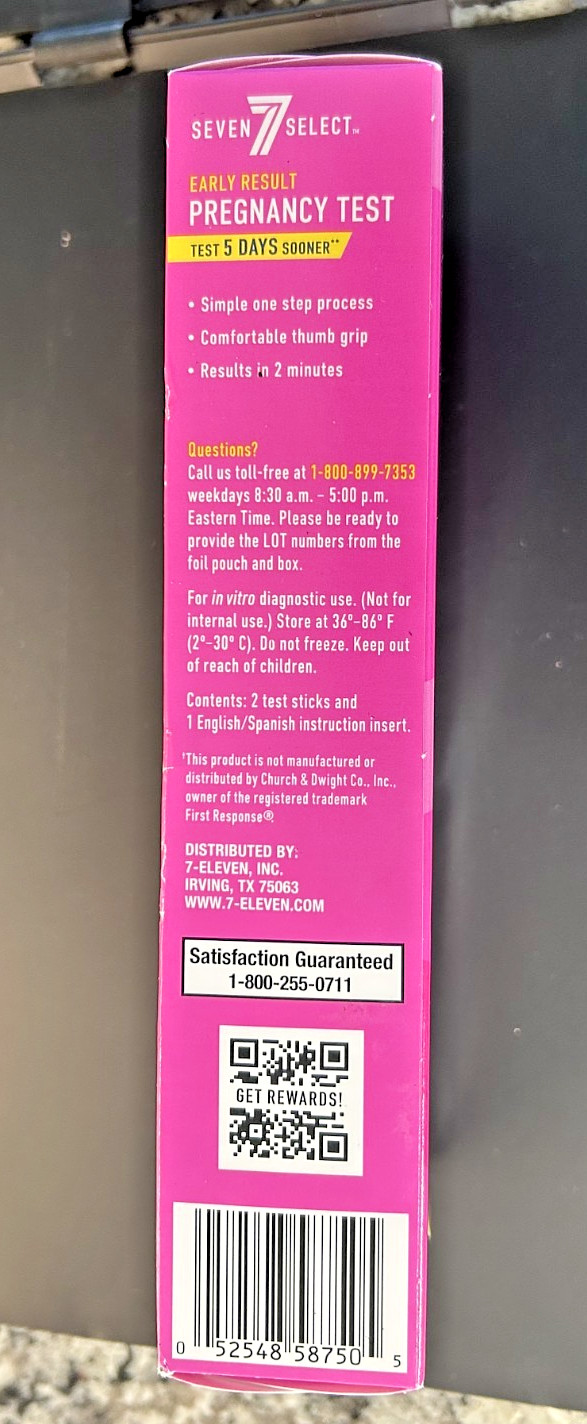 SEVEN 7 SELECT™
EARLY RESULT
PREGNANCY TEST
TEST 5 DAYS SOONER**
• Simple one step process
• Comfortable thumb grip
• Results in 2 minutes
Questions?
Call us toll-free at 1-800-899-7353
weekdays 8:30 a.m. – 5:00 p.m.
Eastern Time. Please be ready to
provide the LOT numbers from the
foil pouch and box.
For in vitro diagnostic use. (Not for
internal use.) Store at 36º–86º F
(2º–30º C). Do not freeze. Keep out
of reach of children.
Contents: 2 test sticks and
1 English/Spanish instruction insert.
†This product is not manufactured or
distributed by Church & Dwight Co., Inc.,
owner of the registered trademark
First Response®.
DISTRIBUTED BY:
7-ELEVEN, INC.
IRVING, TX 75063
WWW.7-ELEVEN.COM
Satisfaction Guaranteed
1-800-255-0711
GET REWARDS!
0 52548 58750 5